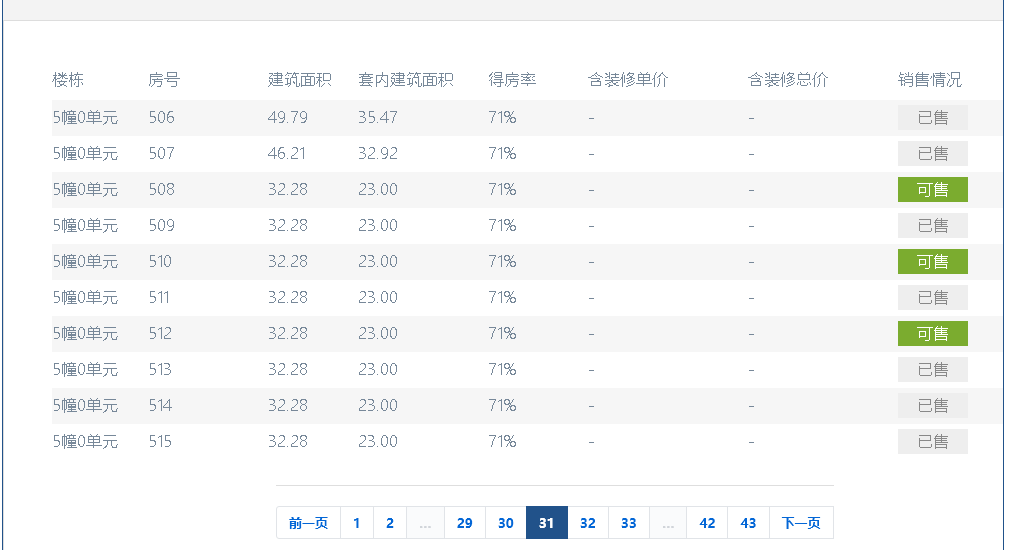 楼栋 房号 建筑面积 套内建筑面积 得房率 含装修单价 含装修总价 销售情况
5幢0单元 506 49.79 35.47 71% - - 已售
5幢0单元 507 46.21 32.92 71% - - 已售
5幢0单元 508 32.28 23.00 71% - - 可售
5幢0单元 509 32.28 23.00 71% - - 已售
5幢0单元 510 32.28 23.00 71% - - 可售
5幢0单元 511 32.28 23.00 71% - - 已售
5幢0单元 512 32.28 23.00 71% - - 可售
5幢0单元 513 32.28 23.00 71% - - 已售
5幢0单元 514 32.28 23.00 71% - - 已售
5幢0单元 515 32.28 23.00 71% - - 已售
前一页 1 2 ... 29 30 31 32 33 ... 42 43 下一页